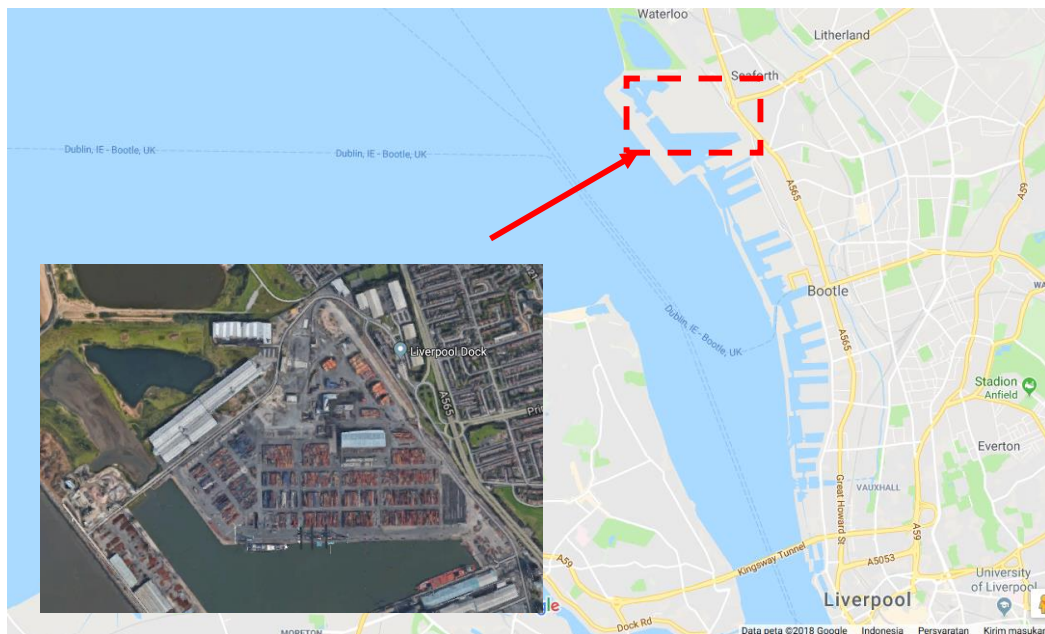 Waterloo
Litherland
Seaforth
Dublin, IE - Bootle, UK
Dublin, IE - Bootle, UK
A565
A59
Bootle
Dublin, IE - Bootle, UK
A565
Liverpool Dock
A565
Stadion
Anfield
Everton
VAUXHALL
Great Howard St
A59
Kingsway Tunnel
A5053
A59
University
of Liverpool
Liverpool
Dock Rd
MORETON
Data peta ©2018 Google
Indonesia
Persyaratan
Kirim masukan